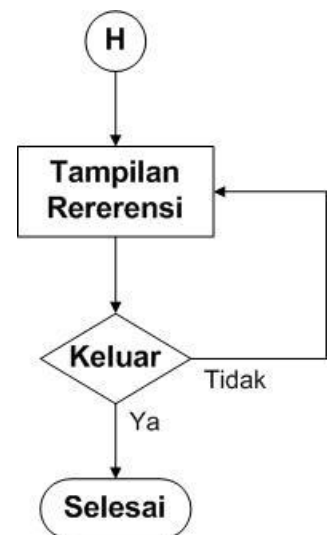 H
Tampilan
Rererensi
Keluar
Tidak
Ya
Selesai